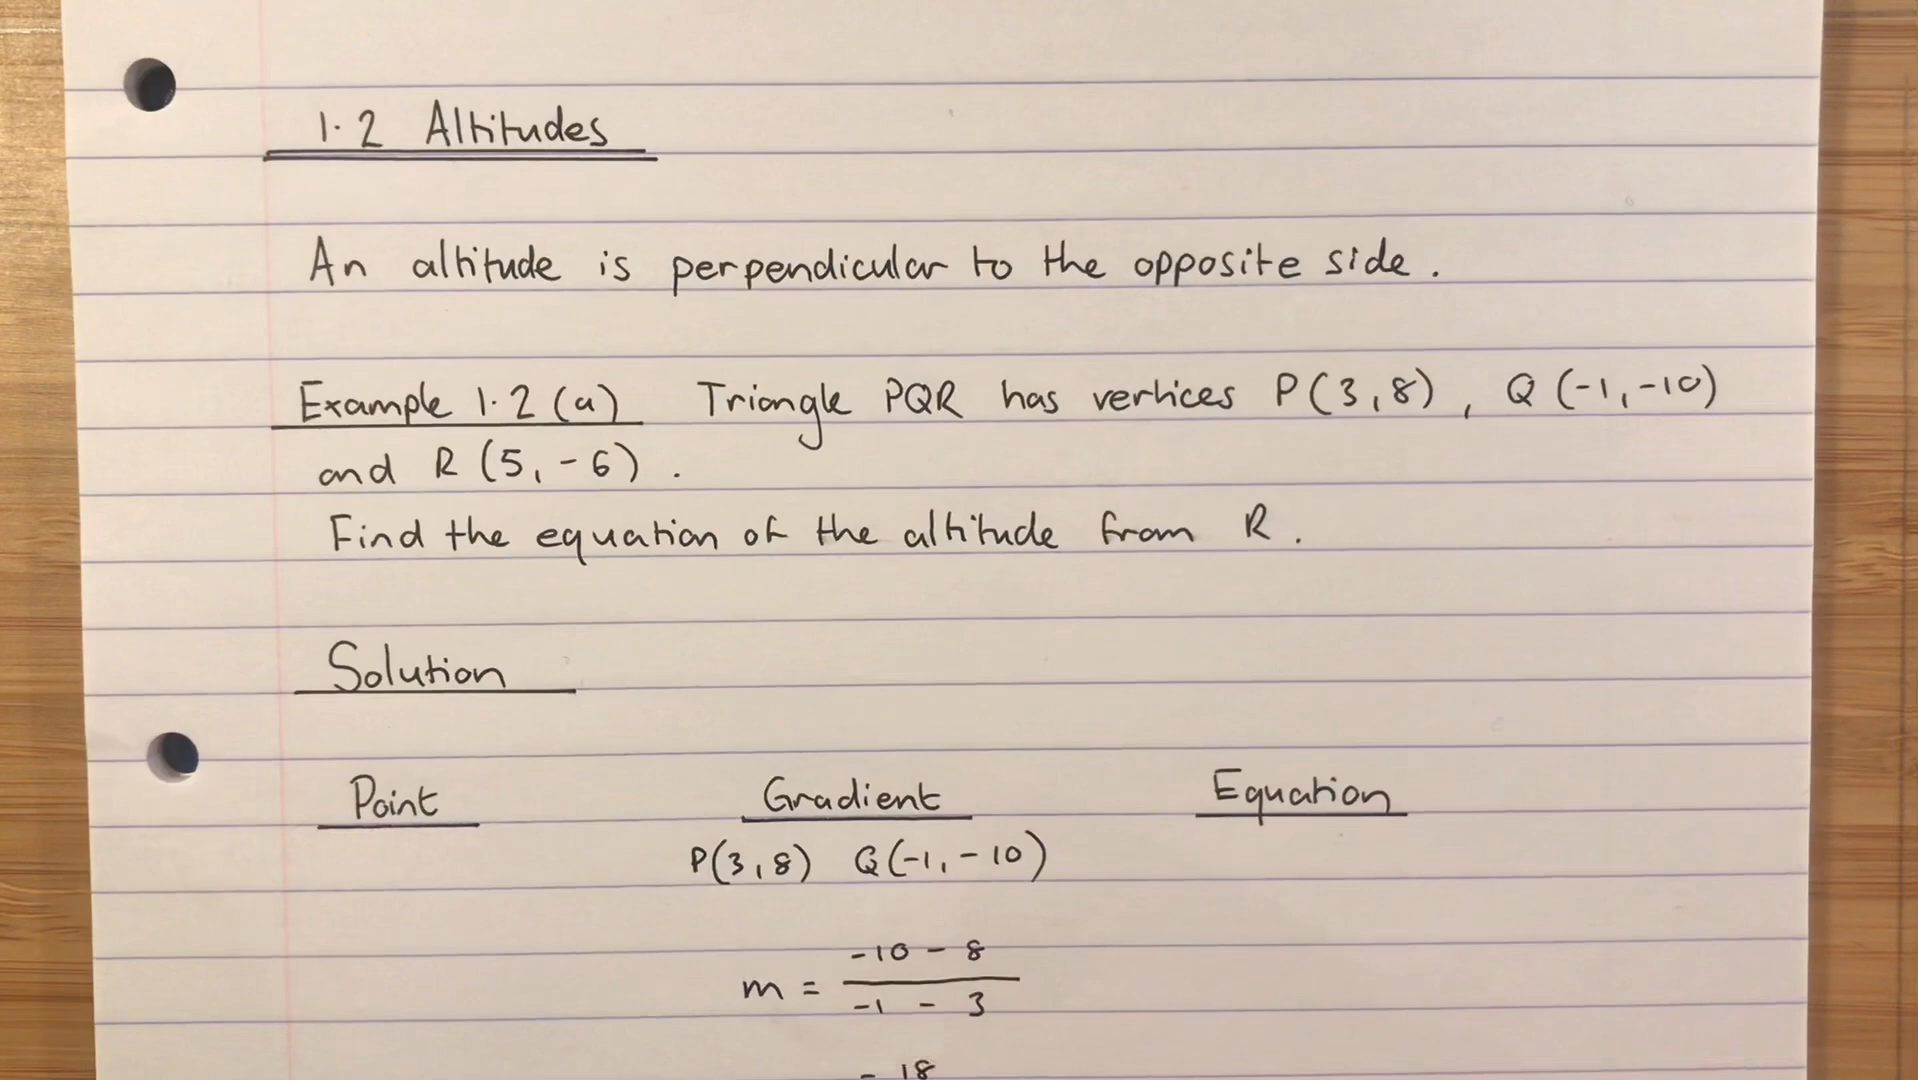 1.2 Altitudes
An altitude is perpendicular to the opposite side.
Example 1.2 (a) Triangle PQR has vertices P(3,8), Q(-1,-10)
and R(5,-6).
Find the equation of the altitude from R.
Solution
Point Gradient Equation
P(3,8) Q(-1,-10)
-10 - 8
m =
-1 - 3
-18